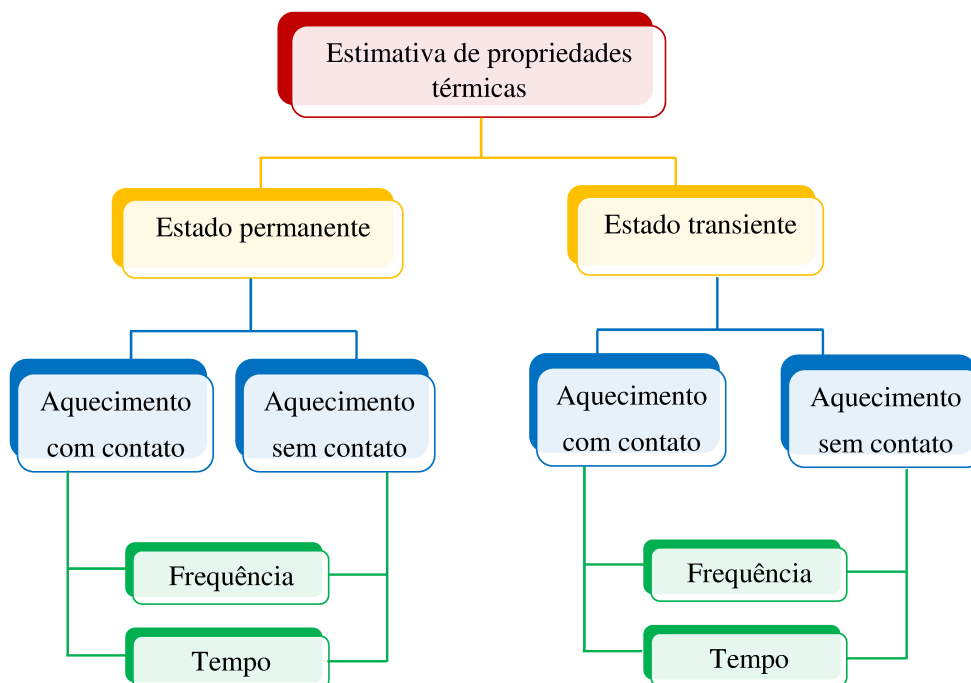 Estimativa de propriedades
térmicas
Estado permanente
Estado transiente
Aquecimento
com contato
Aquecimento
sem contato
Aquecimento
com contato
Aquecimento
sem contato
Frequência
Tempo
Frequência
Tempo